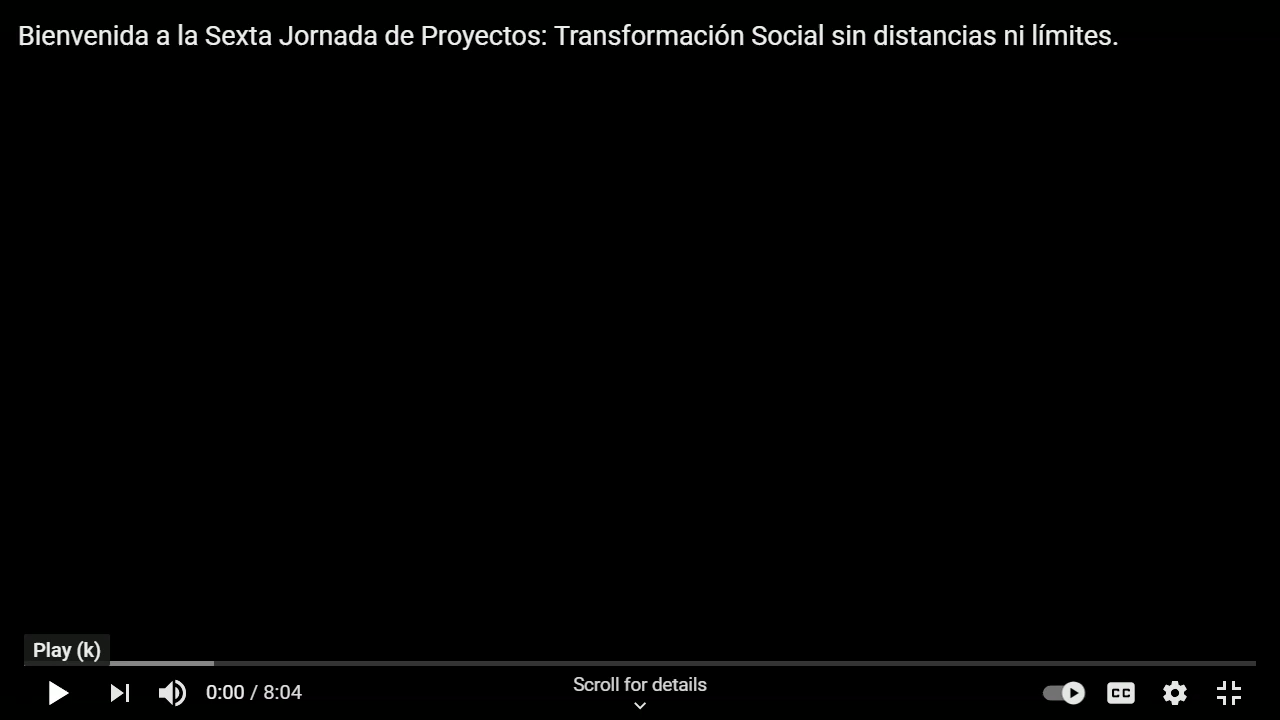 Bienvenida a la Sexta Jornada de Proyectos: Transformación Social sin distancias ni límites.
Play (k)
0:00 / 8:04
Scroll for details
CC